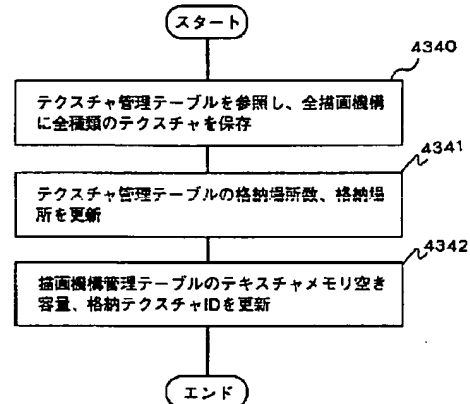 スタート
4340
テクスチャ管理テーブルを参照し、全描画機構
に全種類のテクスチャを保存
4341
テクスチャ管理テーブルの格納場所数、格納場
所を更新
4342
描画機構管理テーブルのテキスチャメモリ空き
容量、格納テクスチャIDを更新
エンド